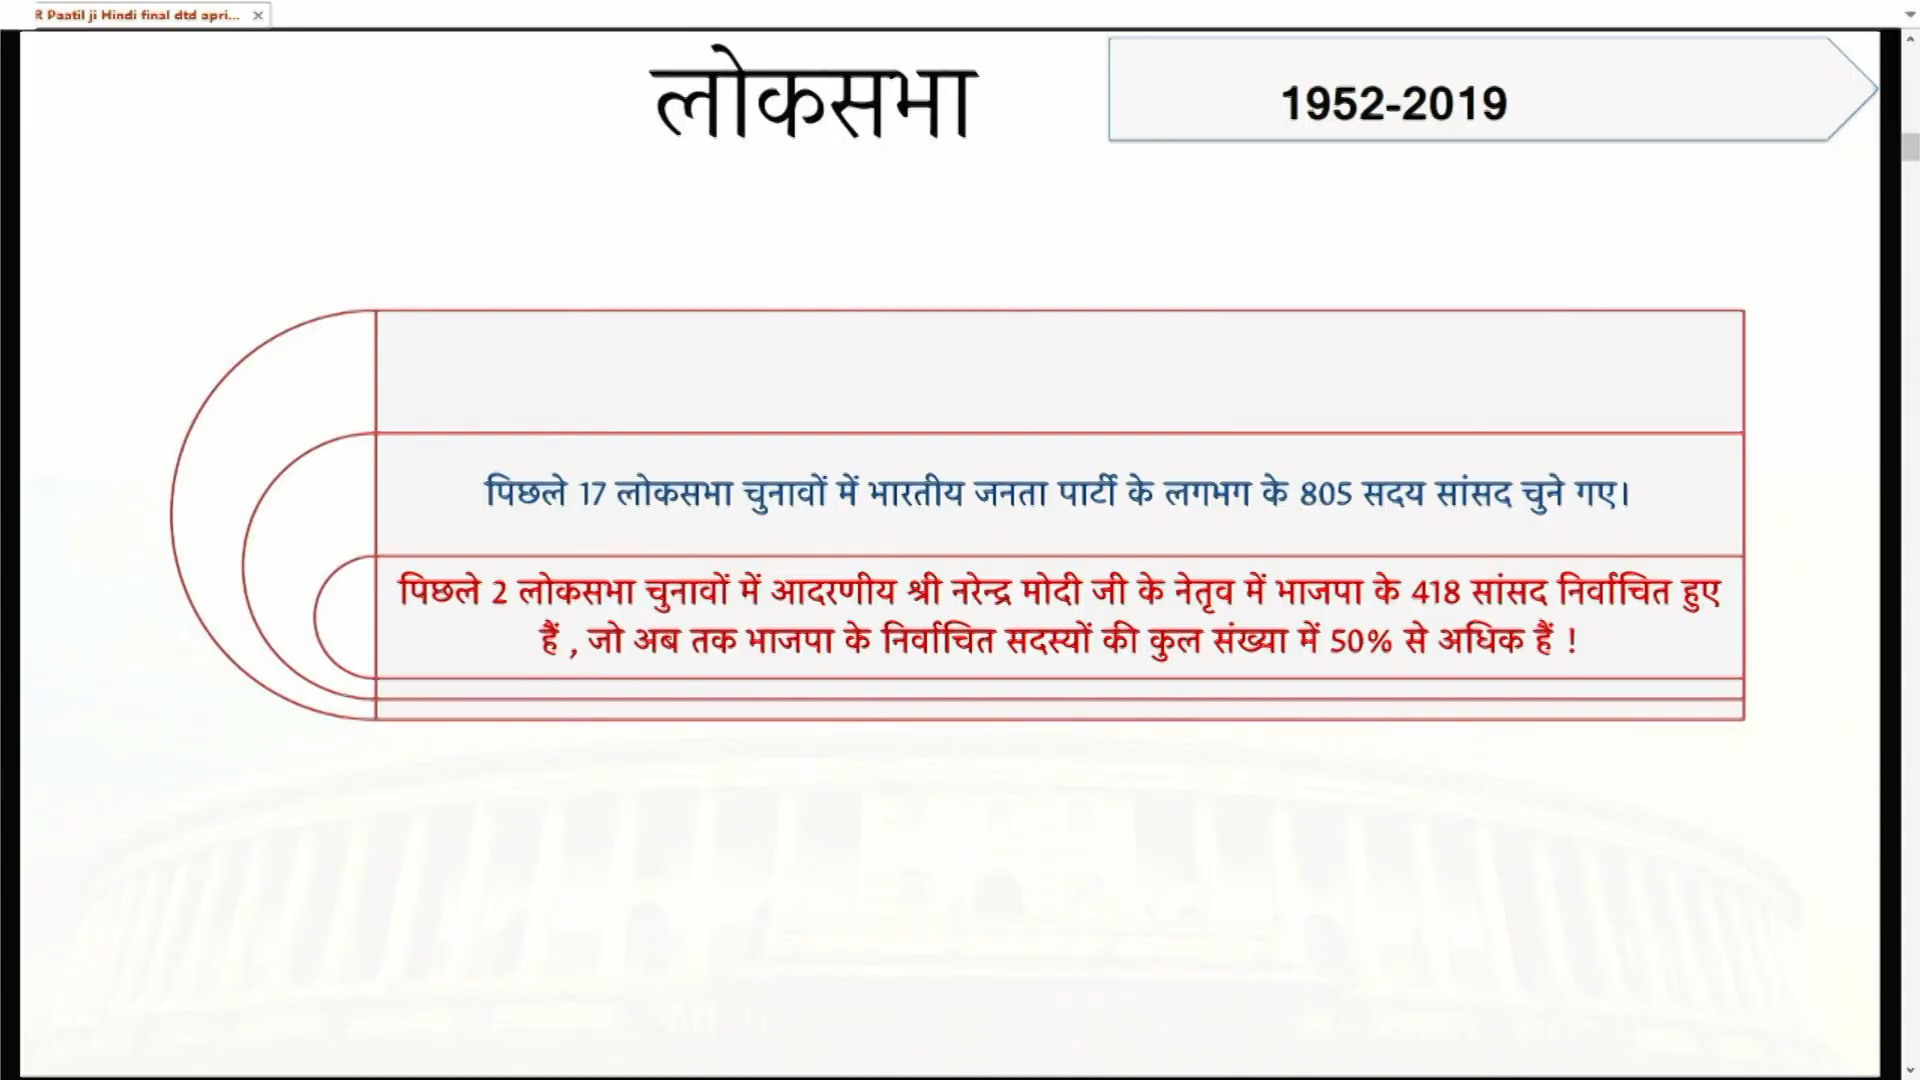 R Paatil ji Hindi final dtd apri...
लोकसभा
1952-2019
पिछले 17 लोकसभा चुनावों में भारतीय जनता पार्टी के लगभग के 805 सदय सांसद चुने गए।
पिछले 2 लोकसभा चुनावों में आदरणीय श्री नरेन्द्र मोदी जी के नेतृव में भाजपा के 418 सांसद निर्वाचित हुए
हैं , जो अब तक भाजपा के निर्वाचित सदस्यों की कुल संख्या में 50% से अधिक हैं !